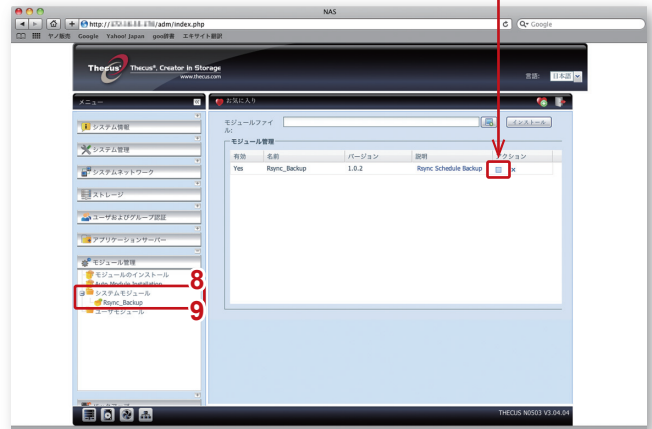 NAS
/adm/index.php
Google
ヤノ販売 Google Yahoo! Japan goo辞書 エキサイト翻訳
Thecus Thecus®, Creator in Storage
www.thecus.com
言語: 日本語
メニュー
お気に入り
モジュールファイル:
インストール
モジュール管理
有効 名前 バージョン 説明 アクション
Yes Rsync_Backup 1.0.2 Rsync Schedule Backup
システム情報
システム管理
システムネットワーク
ストレージ
ユーザおよびグループ認証
アプリケーションサーバー
モジュール管理
モジュールのインストール
Auto Module Installation
8
システムモジュール
Rsync_Backup
9
ユーザモジュール
THECUS N0503 V3.04.04